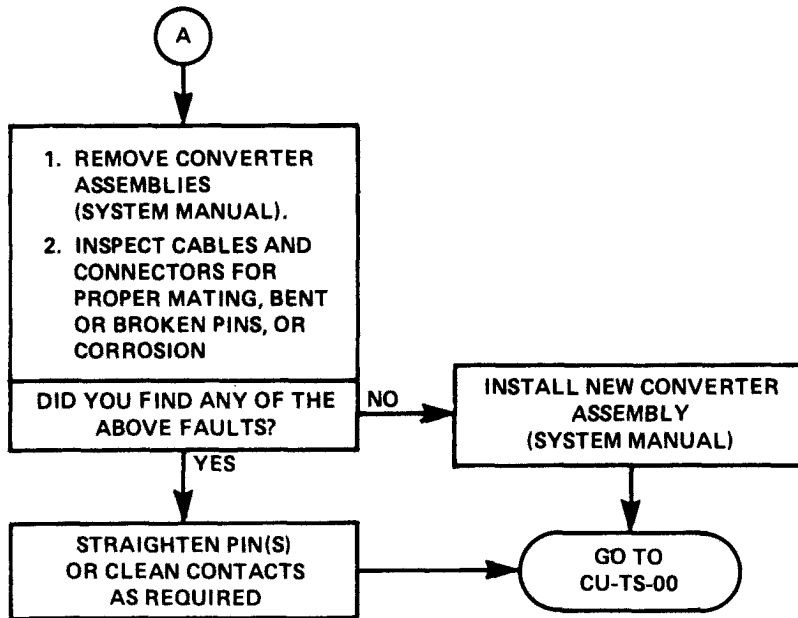 A
1. REMOVE CONVERTER
ASSEMBLIES
(SYSTEM MANUAL).
2. INSPECT CABLES AND
CONNECTORS FOR
PROPER MATING, BENT
OR BROKEN PINS, OR
CORROSION
DID YOU FIND ANY OF THE
ABOVE FAULTS?
NO
INSTALL NEW CONVERTER
ASSEMBLY
(SYSTEM MANUAL)
YES
STRAIGHTEN PIN(S)
OR CLEAN CONTACTS
AS REQUIRED
GO TO
CU-TS-00